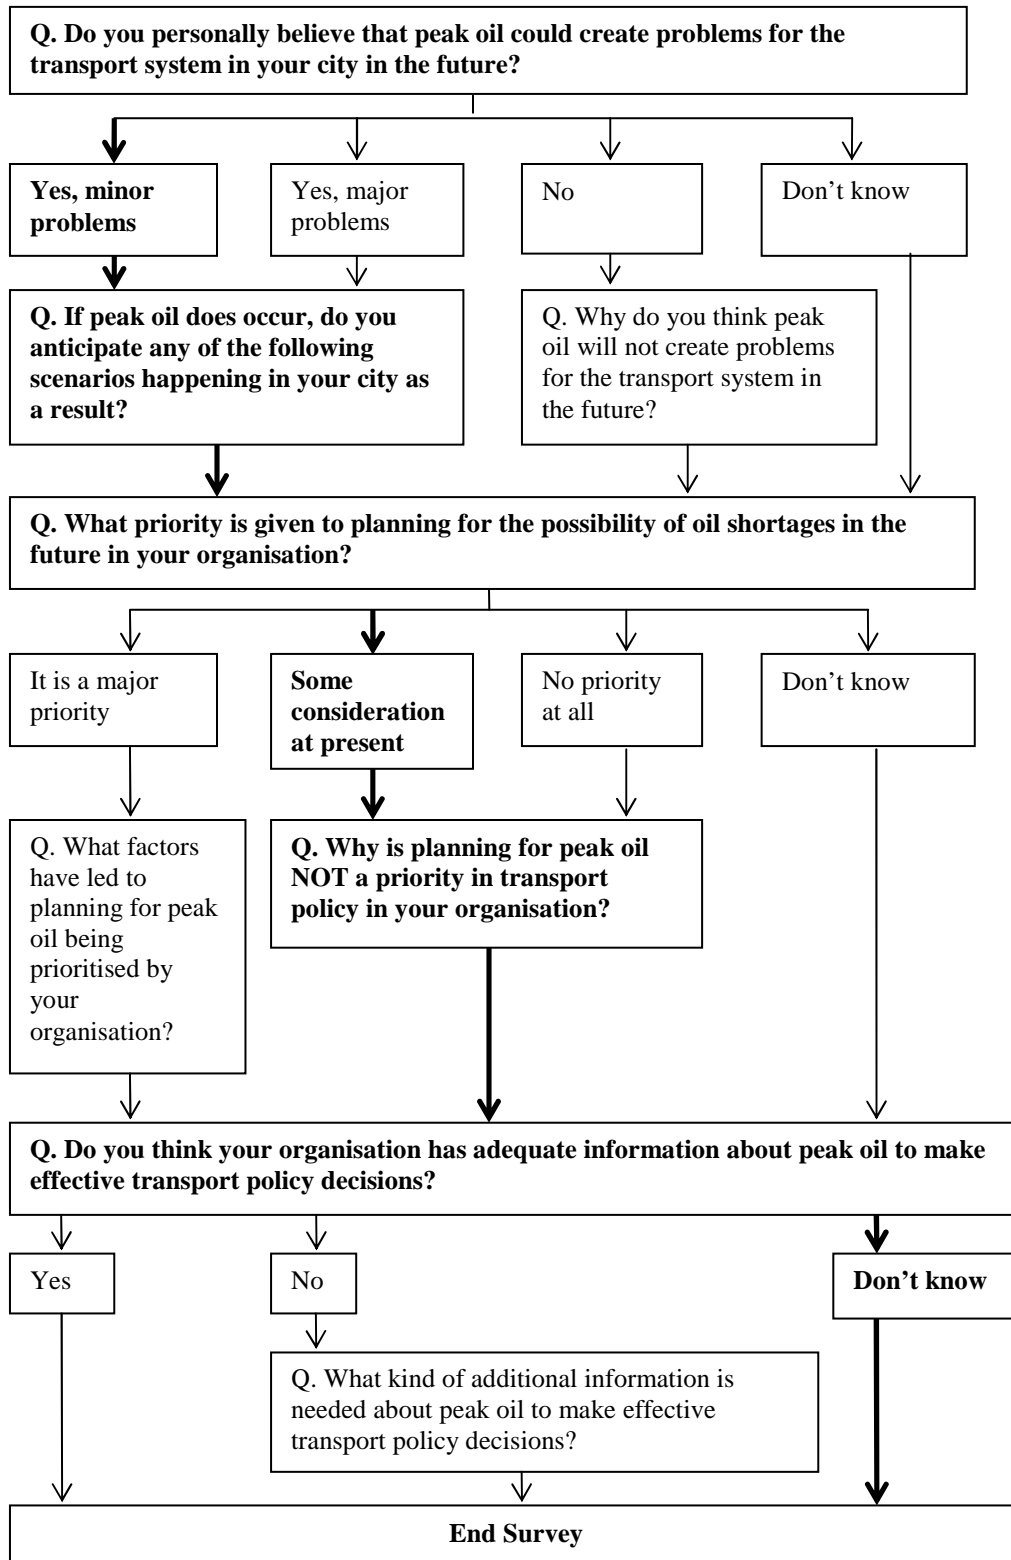 Q. Do you personally believe that peak oil could create problems for the
transport system in your city in the future?
Yes, minor
problems
Yes, major
problems
No
Don’t know
Q. If peak oil does occur, do you
anticipate any of the following
scenarios happening in your city as
a result?
Q. Why do you think peak
oil will not create problems
for the transport system in
the future?
Q. What priority is given to planning for the possibility of oil shortages in the
future in your organisation?
It is a major
priority
Some
consideration
at present
No priority
at all
Don’t know
Q. What factors
have led to
planning for peak
oil being
prioritised by
your
organisation?
Q. Why is planning for peak oil
NOT a priority in transport
policy in your organisation?
Q. Do you think your organisation has adequate information about peak oil to make
effective transport policy decisions?
Yes
No
Don’t know
Q. What kind of additional information is
needed about peak oil to make effective
transport policy decisions?
End Survey